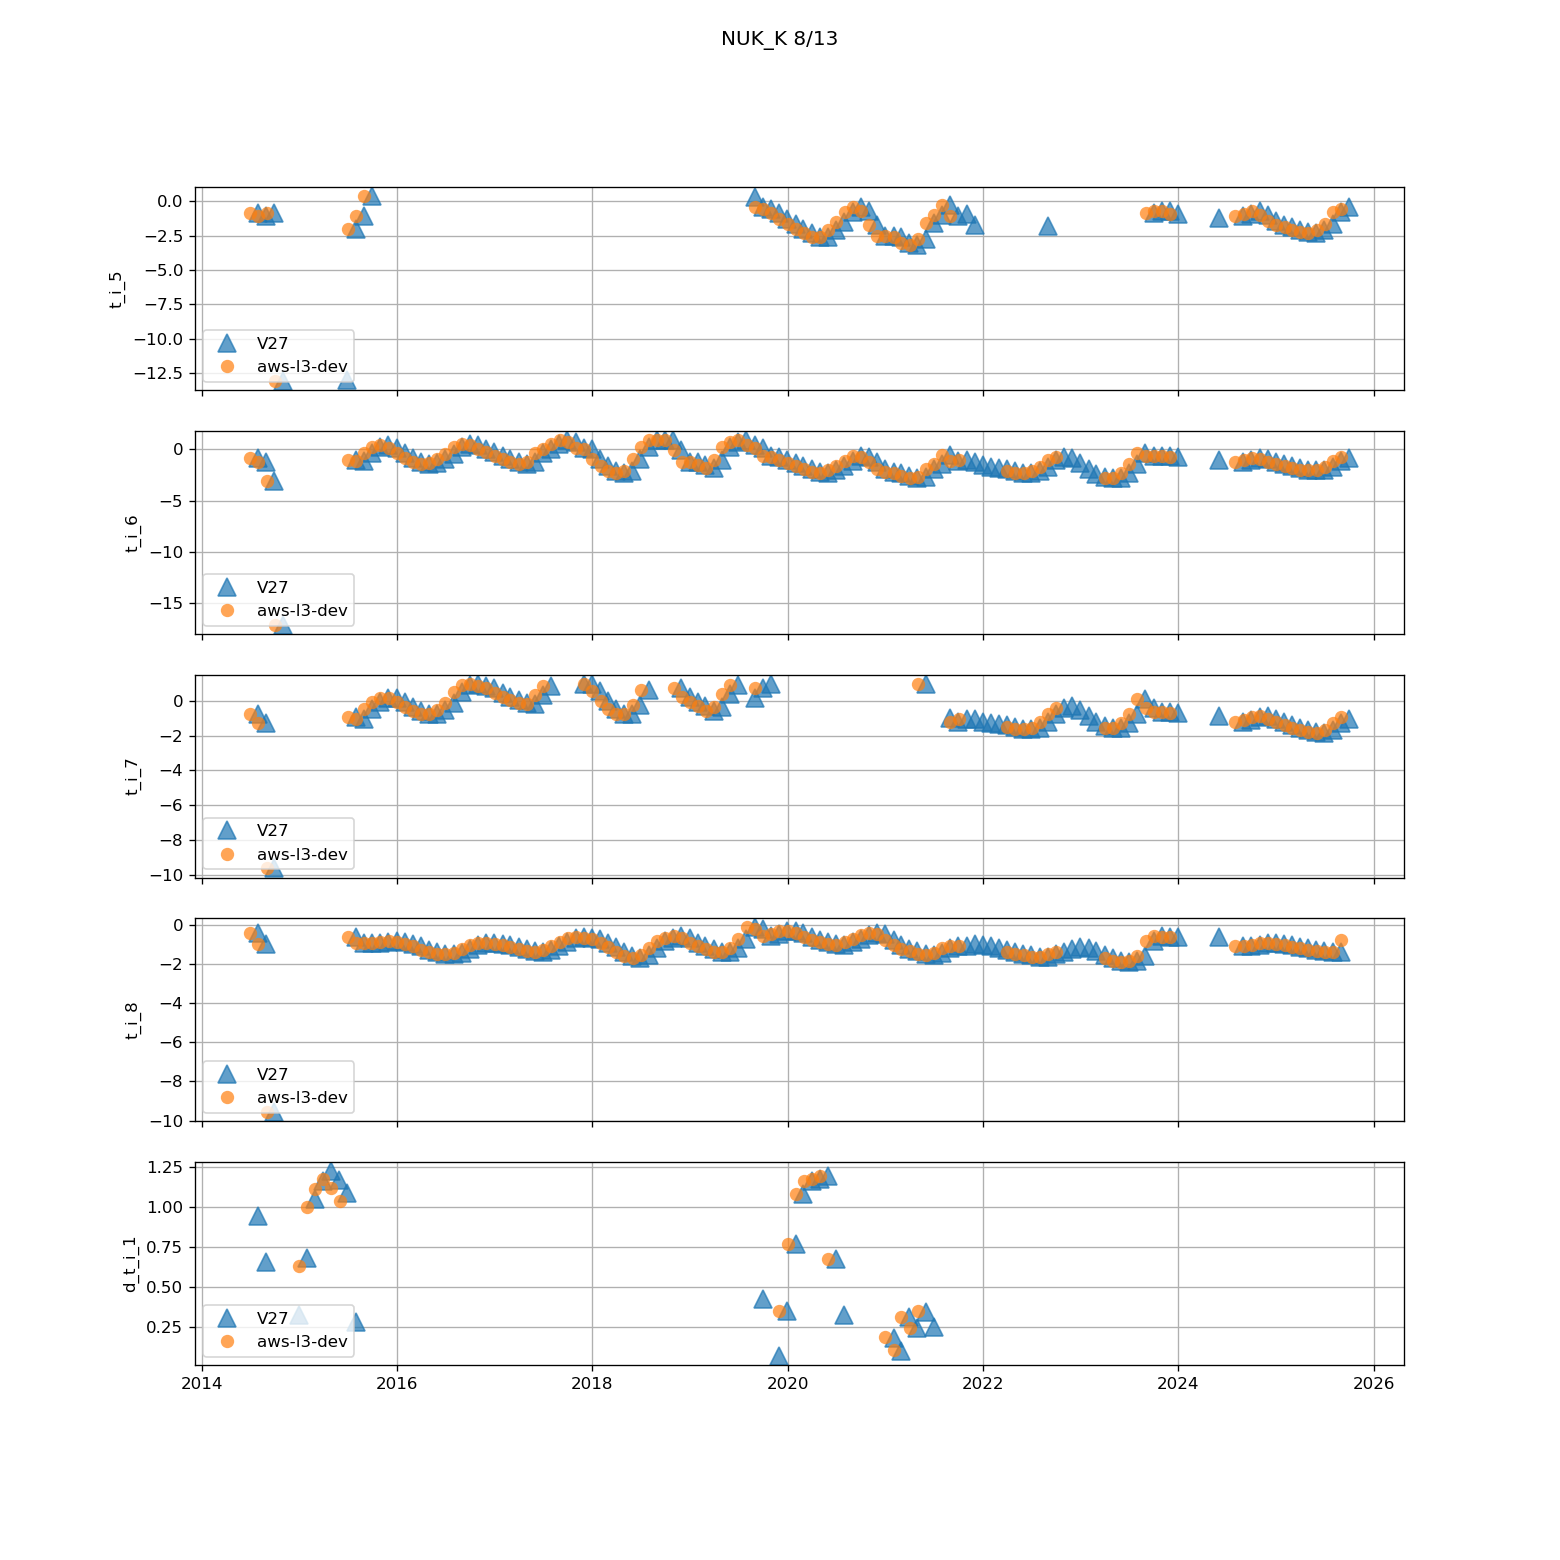 NUK_K 8/13
0.0
−2.5
−5.0
−7.5
−10.0
−12.5
t_i_5
V27
aws-l3-dev
0
−5
−10
−15
t_i_6
V27
aws-l3-dev
0
−2
−4
−6
−8
−10
t_i_7
V27
aws-l3-dev
0
−2
−4
−6
−8
−10
t_i_8
V27
aws-l3-dev
1.25
1.00
0.75
0.50
0.25
d_t_i_1
V27
aws-l3-dev
2014 2016 2018 2020 2022 2024 2026